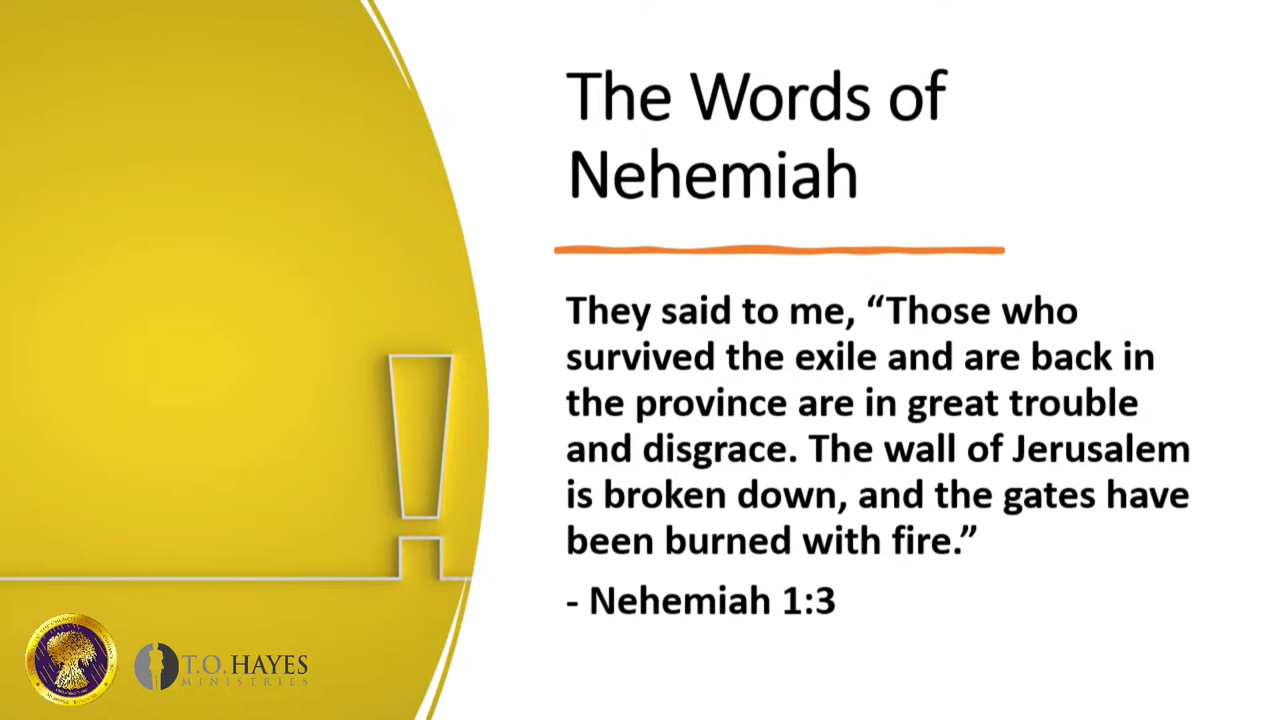 The Words of
Nehemiah
They said to me, “Those who
survived the exile and are back in
the province are in great trouble
and disgrace. The wall of Jerusalem
is broken down, and the gates have
been burned with fire.”
- Nehemiah 1:3
T.O. HAYES
MINISTRIES